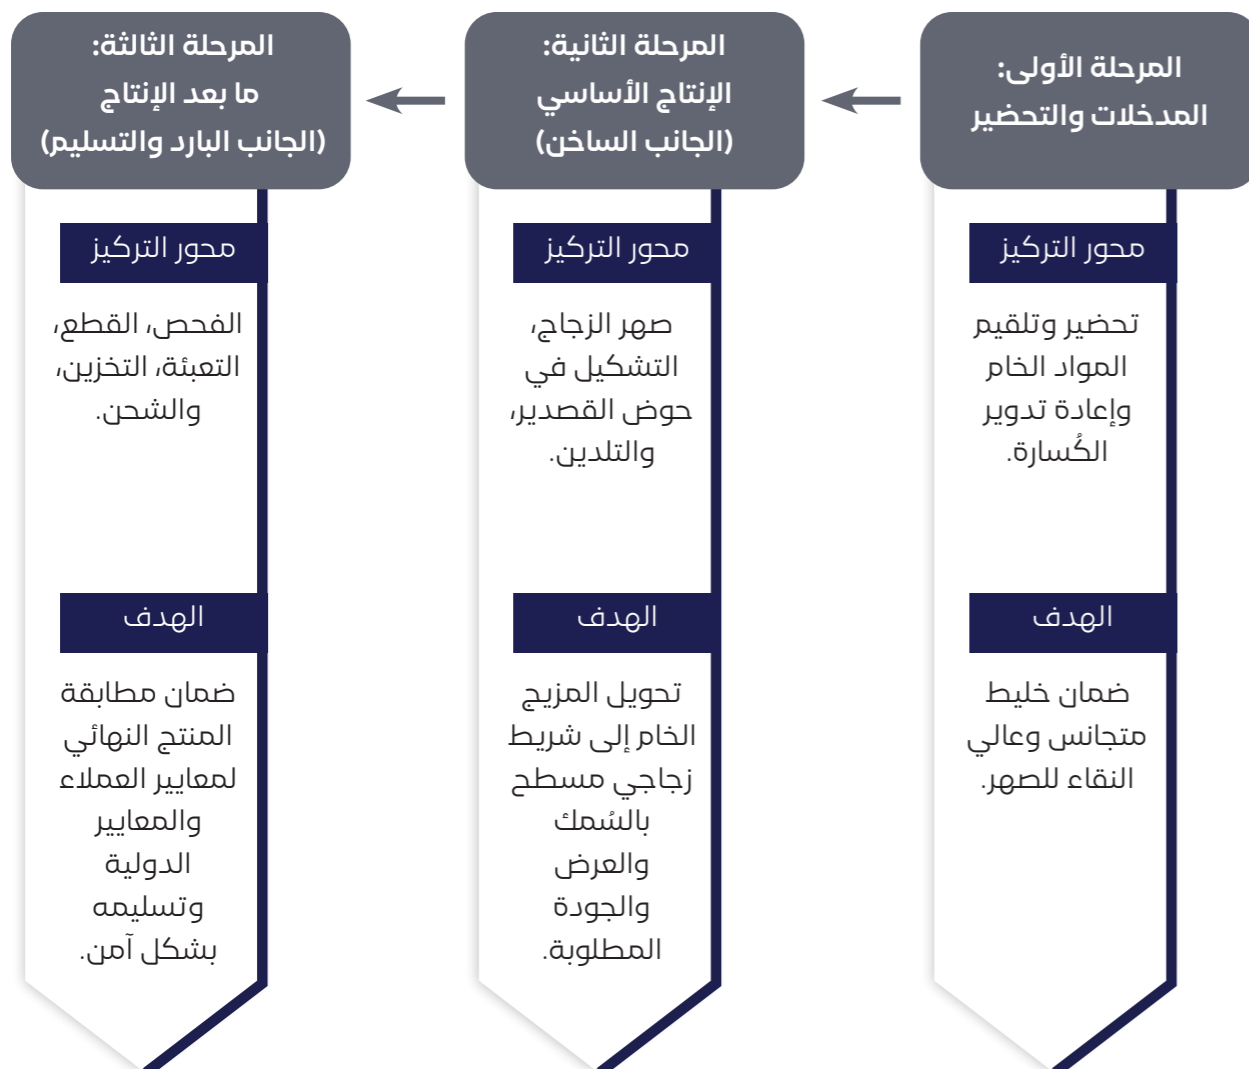 المرحلة الأولى:
المدخلات والتحضير
محور التركيز
تحضير وتلقيم
المواد الخام
وإعادة تدوير
الكُسارة.
الهدف
ضمان خليط
متجانس وعالي
النقاء للصهر.
المرحلة الثانية:
الإنتاج الأساسي
(الجانب الساخن)
محور التركيز
صهر الزجاج،
التشكيل في
حوض القصدير،
والتلدين.
الهدف
تحويل المزيج
الخام إلى شريط
زجاجي مسطح
بالسُمك
والعرض
والجودة
المطلوبة.
المرحلة الثالثة:
ما بعد الإنتاج
(الجانب البارد والتسليم)
محور التركيز
الفحص، القطع،
التعبئة، التخزين،
والشحن.
الهدف
ضمان مطابقة
المنتج النهائي
لمعايير العملاء
والمعايير
الدولية
وتسليمه
بشكل آمن.